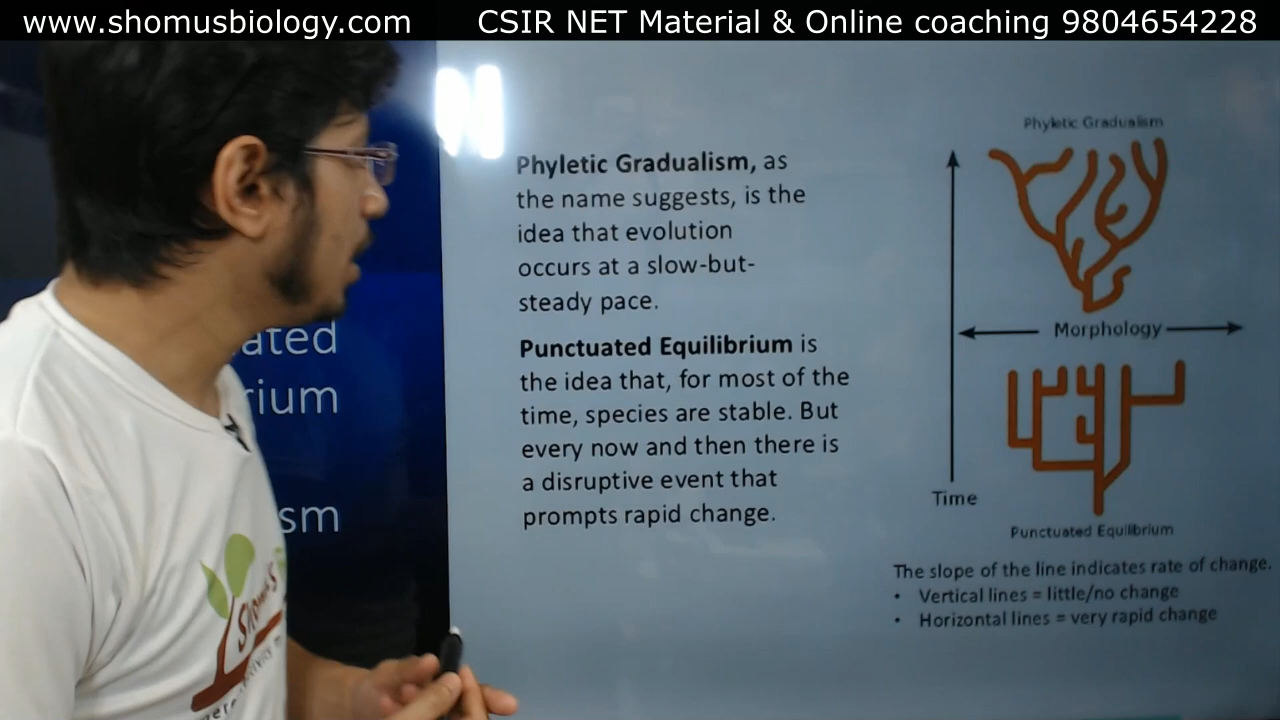 www.shomusbiology.com CSIR NET Material & Online coaching 9804654228
Phyletic Gradualism, as
the name suggests, is the
idea that evolution
occurs at a slow-but-
steady pace.
Punctuated Equilibrium is
the idea that, for most of the
time, species are stable. But
every now and then there is
a disruptive event that
prompts rapid change.
Phyletic Gradualism
Morphology
Time
Punctuated Equilibrium
The slope of the line indicates rate of change.
• Vertical lines = little/no change
• Horizontal lines = very rapid change
ated
rium
sm
Shomu's